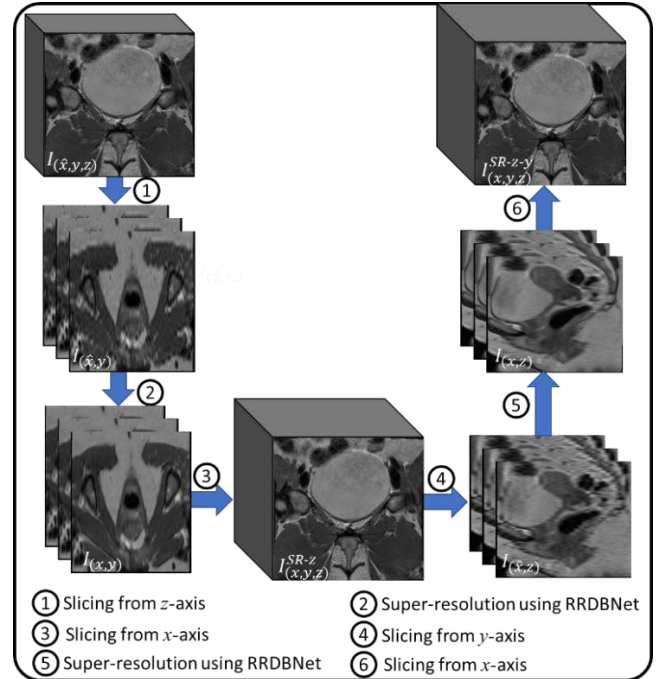 I(x̂,y,z)
I^SR-z-y(x,y,z)
①
⑥
I(x̂,y,z)
I(x̂,y)
I(x,z)
②
⑤
③
④
I(x,y)
I^SR-z(x,y,z)
I(x̂,z)
① Slicing from z-axis
② Super-resolution using RRDBNet
③ Slicing from x-axis
④ Slicing from y-axis
⑤ Super-resolution using RRDBNet
⑥ Slicing from x-axis